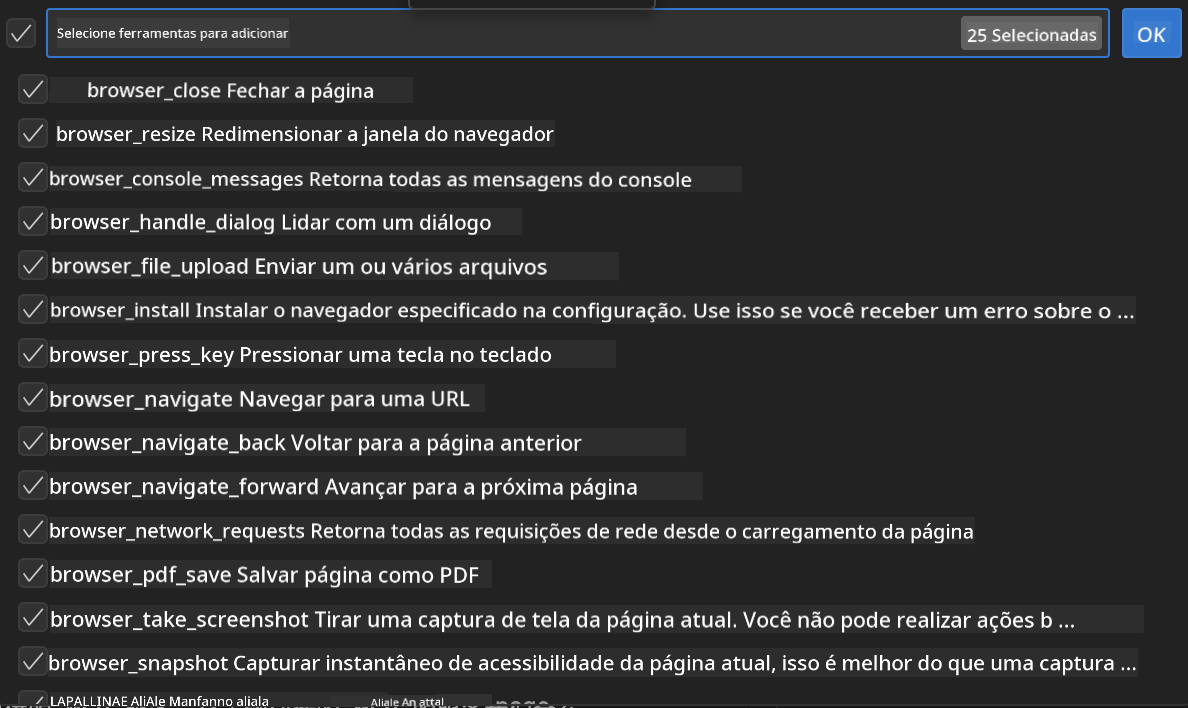 Selecione ferramentas para adicionar
25 Selecionadas
OK
browser_close Fechar a página
browser_resize Redimensionar a janela do navegador
browser_console_messages Retorna todas as mensagens do console
browser_handle_dialog Lidar com um diálogo
browser_file_upload Enviar um ou vários arquivos
browser_install Instalar o navegador especificado na configuração. Use isso se você receber um erro sobre o ...
browser_press_key Pressionar uma tecla no teclado
browser_navigate Navegar para uma URL
browser_navigate_back Voltar para a página anterior
browser_navigate_forward Avançar para a próxima página
browser_network_requests Retorna todas as requisições de rede desde o carregamento da página
browser_pdf_save Salvar página como PDF
browser_take_screenshot Tirar uma captura de tela da página atual. Você não pode realizar ações b ...
browser_snapshot Capturar instantâneo de acessibilidade da página atual, isso é melhor do que uma captura ...
LAPALLINAE AliAle Manfanno aliala